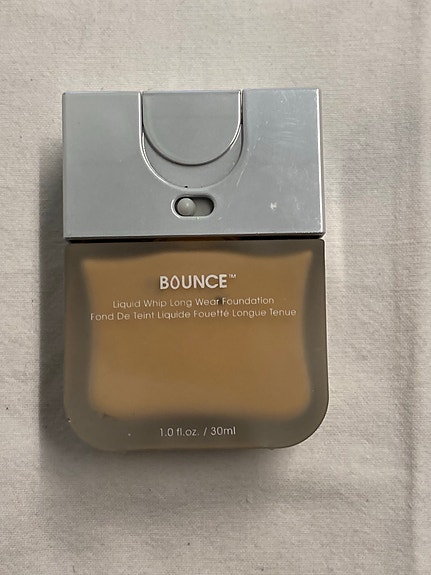 BOUNCE™
Liquid Whip Long Wear Foundation
Fond De Teint Liquide Fouetté Longue Tenue
1.0 fl.oz. / 30ml